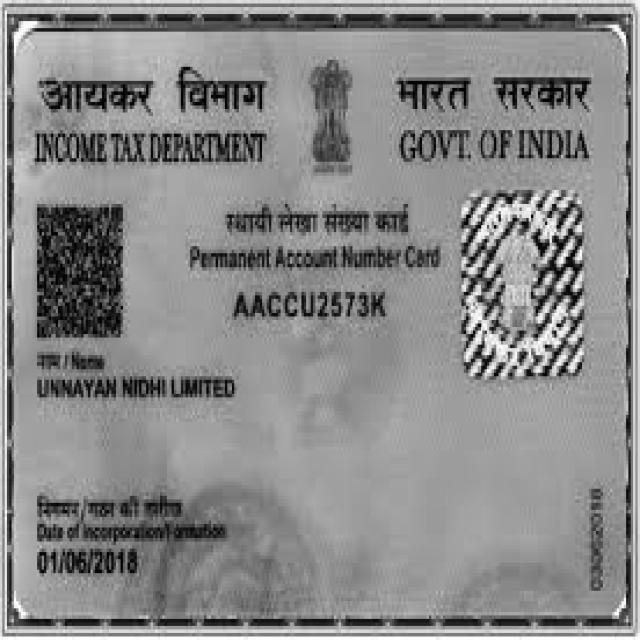 आयकर विभाग
INCOME TAX DEPARTMENT
भारत सरकार
GOVT. OF INDIA
स्थायी लेखा संख्या कार्ड
Permanent Account Number Card
AACCU2573K
नाम / Name
UNNAYAN NIDHI LIMITED
निगमन/गठन की तारीख
Date of Incorporation/Formation
01/06/2018